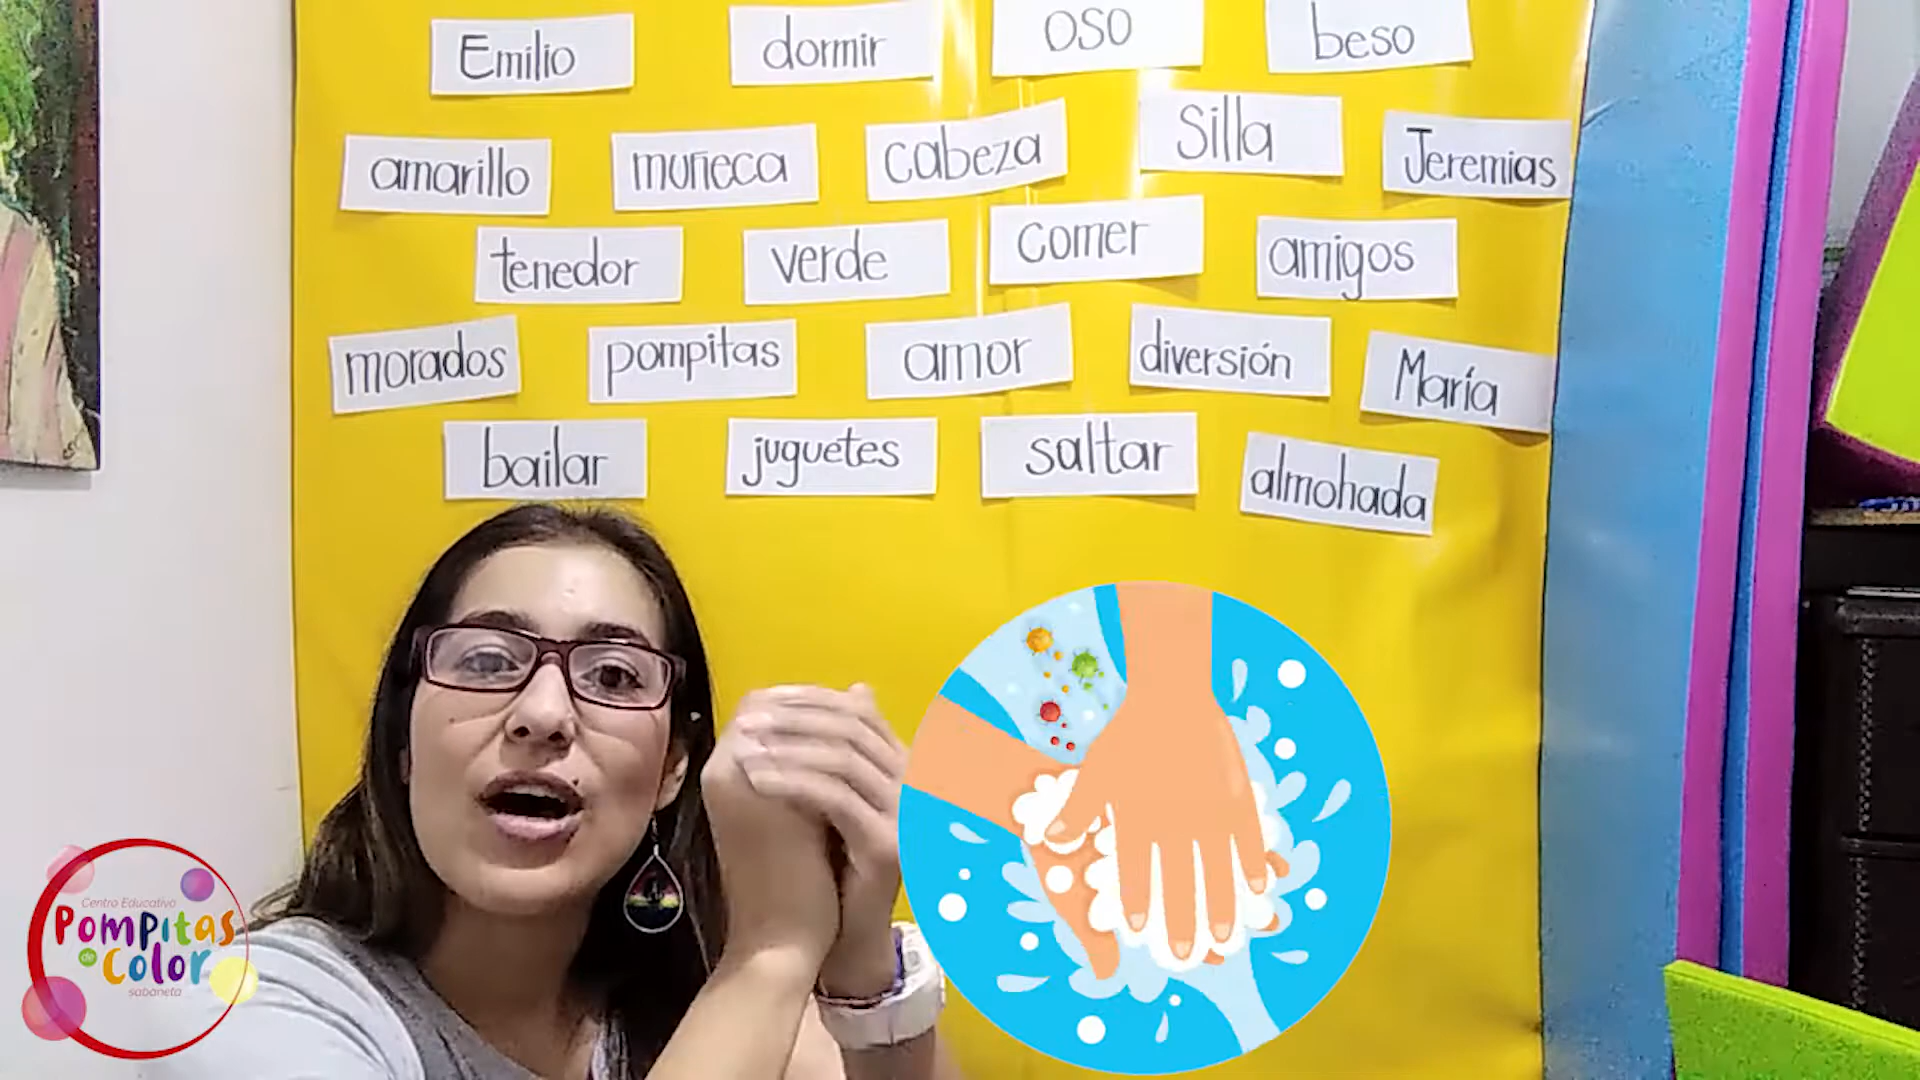 Emilio dormir oso beso
amarillo muñeca cabeza Silla Jeremias
tenedor verde comer amigos
morados pompitas amor diversión María
bailar juguetes saltar almohada
Centro Educativo
Pompitas
de Color
sabaneta